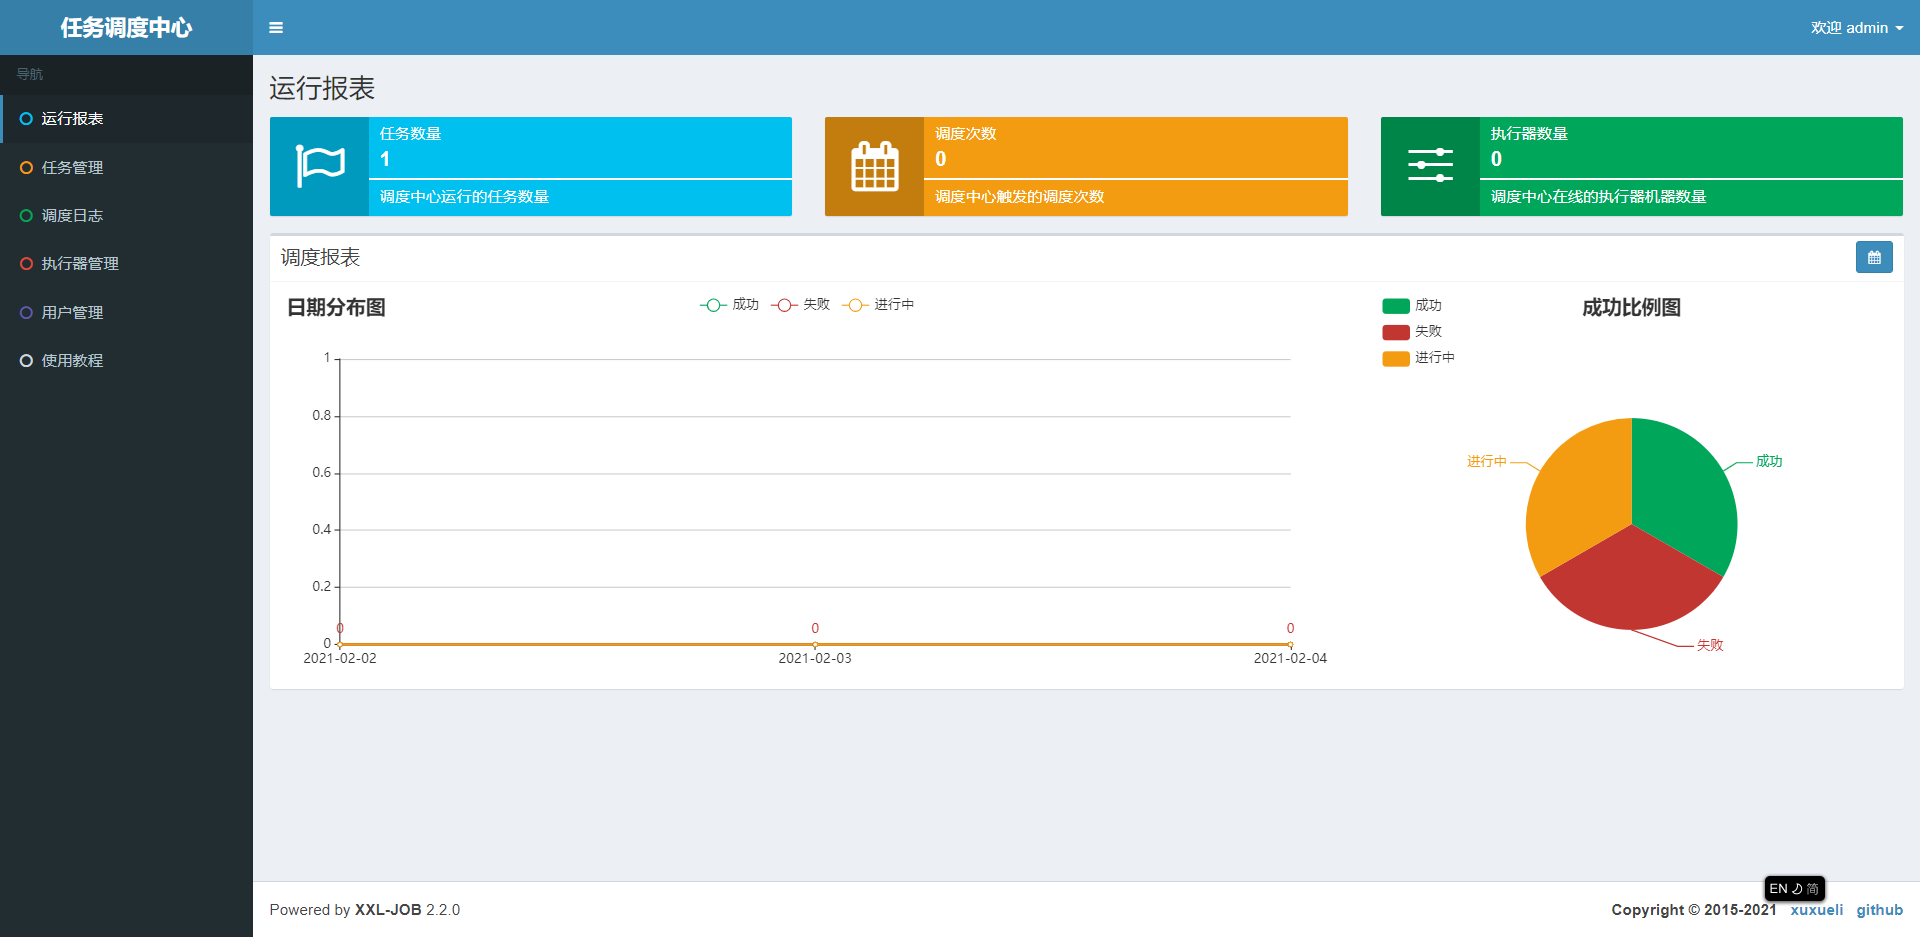 任务调度中心
欢迎 admin
导航
运行报表
任务管理
调度日志
执行器管理
用户管理
使用教程
运行报表
任务数量
1
调度中心运行的任务数量
调度次数
0
调度中心触发的调度次数
执行器数量
0
调度中心在线的执行器机器数量
调度报表
日期分布图
成功 失败 进行中
1
0.8
0.6
0.4
0.2
0
0 0 0
2021-02-02 2021-02-03 2021-02-04
成功比例图
成功
失败
进行中
进行中
成功
失败
EN 简
Powered by XXL-JOB 2.2.0
Copyright © 2015-2021 xuxueli github